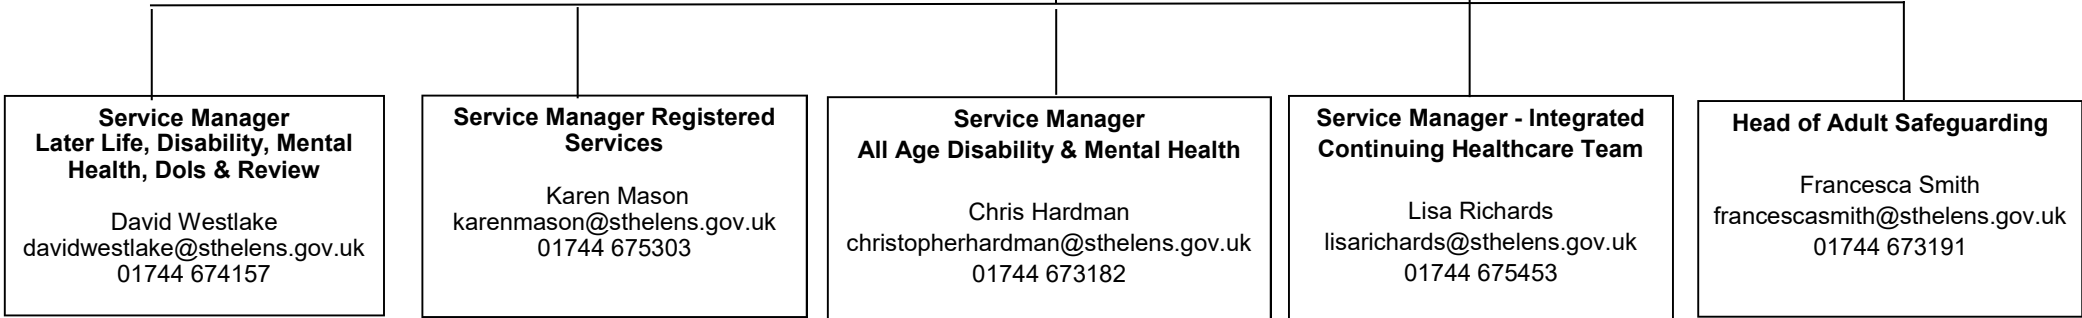 Service Manager
Later Life, Disability, Mental
Health, Dols & Review
David Westlake
davidwestlake@sthelens.gov.uk
01744 674157
Service Manager Registered
Services
Karen Mason
karenmason@sthelens.gov.uk
01744 675303
Service Manager
All Age Disability & Mental Health
Chris Hardman
christopherhardman@sthelens.gov.uk
01744 673182
Service Manager - Integrated
Continuing Healthcare Team
Lisa Richards
lisarichards@sthelens.gov.uk
01744 675453
Head of Adult Safeguarding
Francesca Smith
francescasmith@sthelens.gov.uk
01744 673191